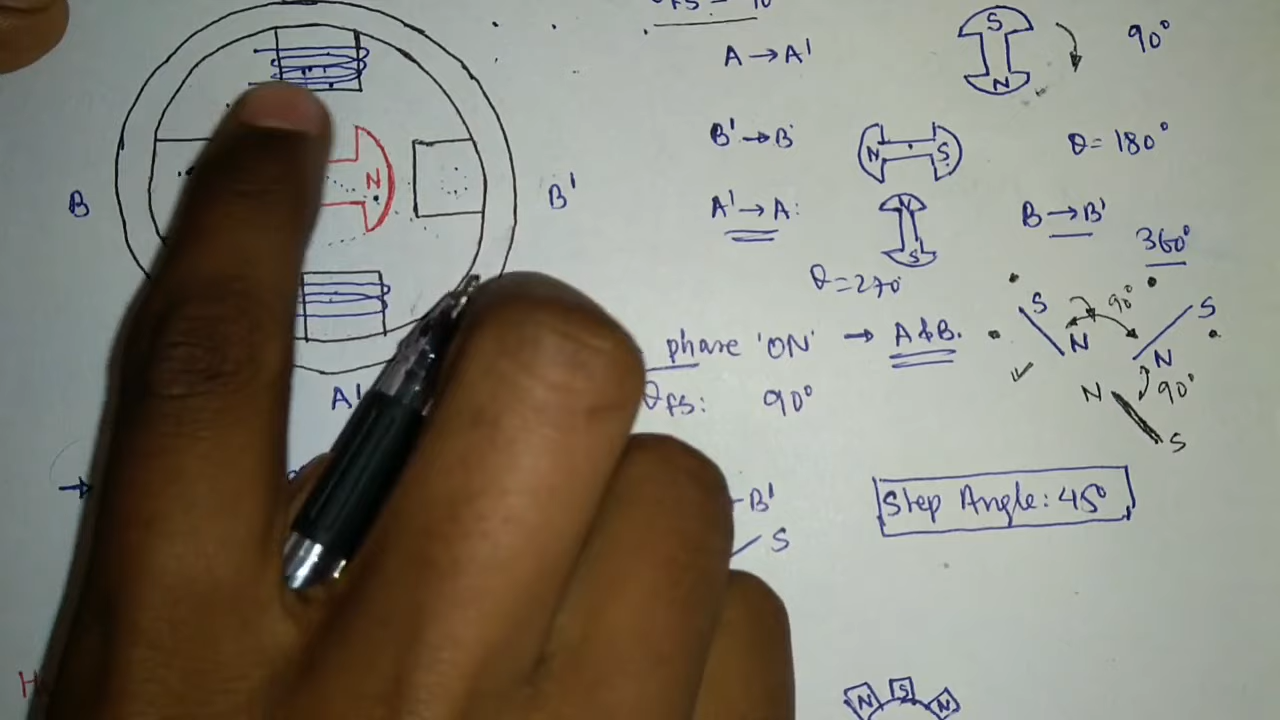 A → A'
S
N
90°
B' → B
N
S
θ = 180°
A' → A:
N
S
B → B'
360°
θ = 270°
phase 'ON' → A & B.
S
N
90°
S
N
N
90°
S
θFS: 90°
B'
S
Step Angle: 45°
N
S
N
B
N
B'
A'
H